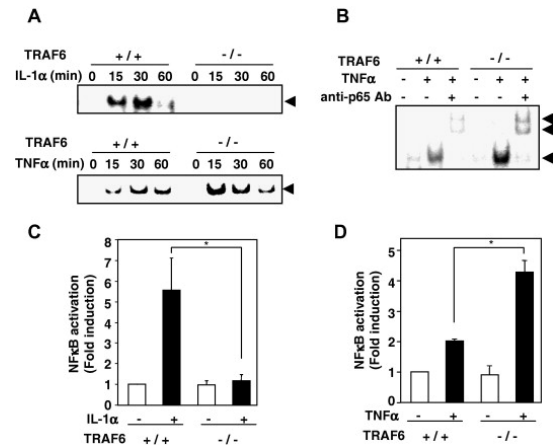 A
TRAF6 +/+ -/-
IL-1α (min) 0 15 30 60 0 15 30 60
TRAF6 +/+ -/-
TNFα (min) 0 15 30 60 0 15 30 60
B
TRAF6 +/+ -/-
TNFα - + + - + +
anti-p65 Ab - - + - - +
C
NFκB activation
(Fold induction)
8
7
6
5
4
3
2
1
0
*
IL-1α - + - +
TRAF6 +/+ -/-
D
NFκB activation
(Fold induction)
5
4
3
2
1
0
*
TNFα - + - +
TRAF6 +/+ -/-